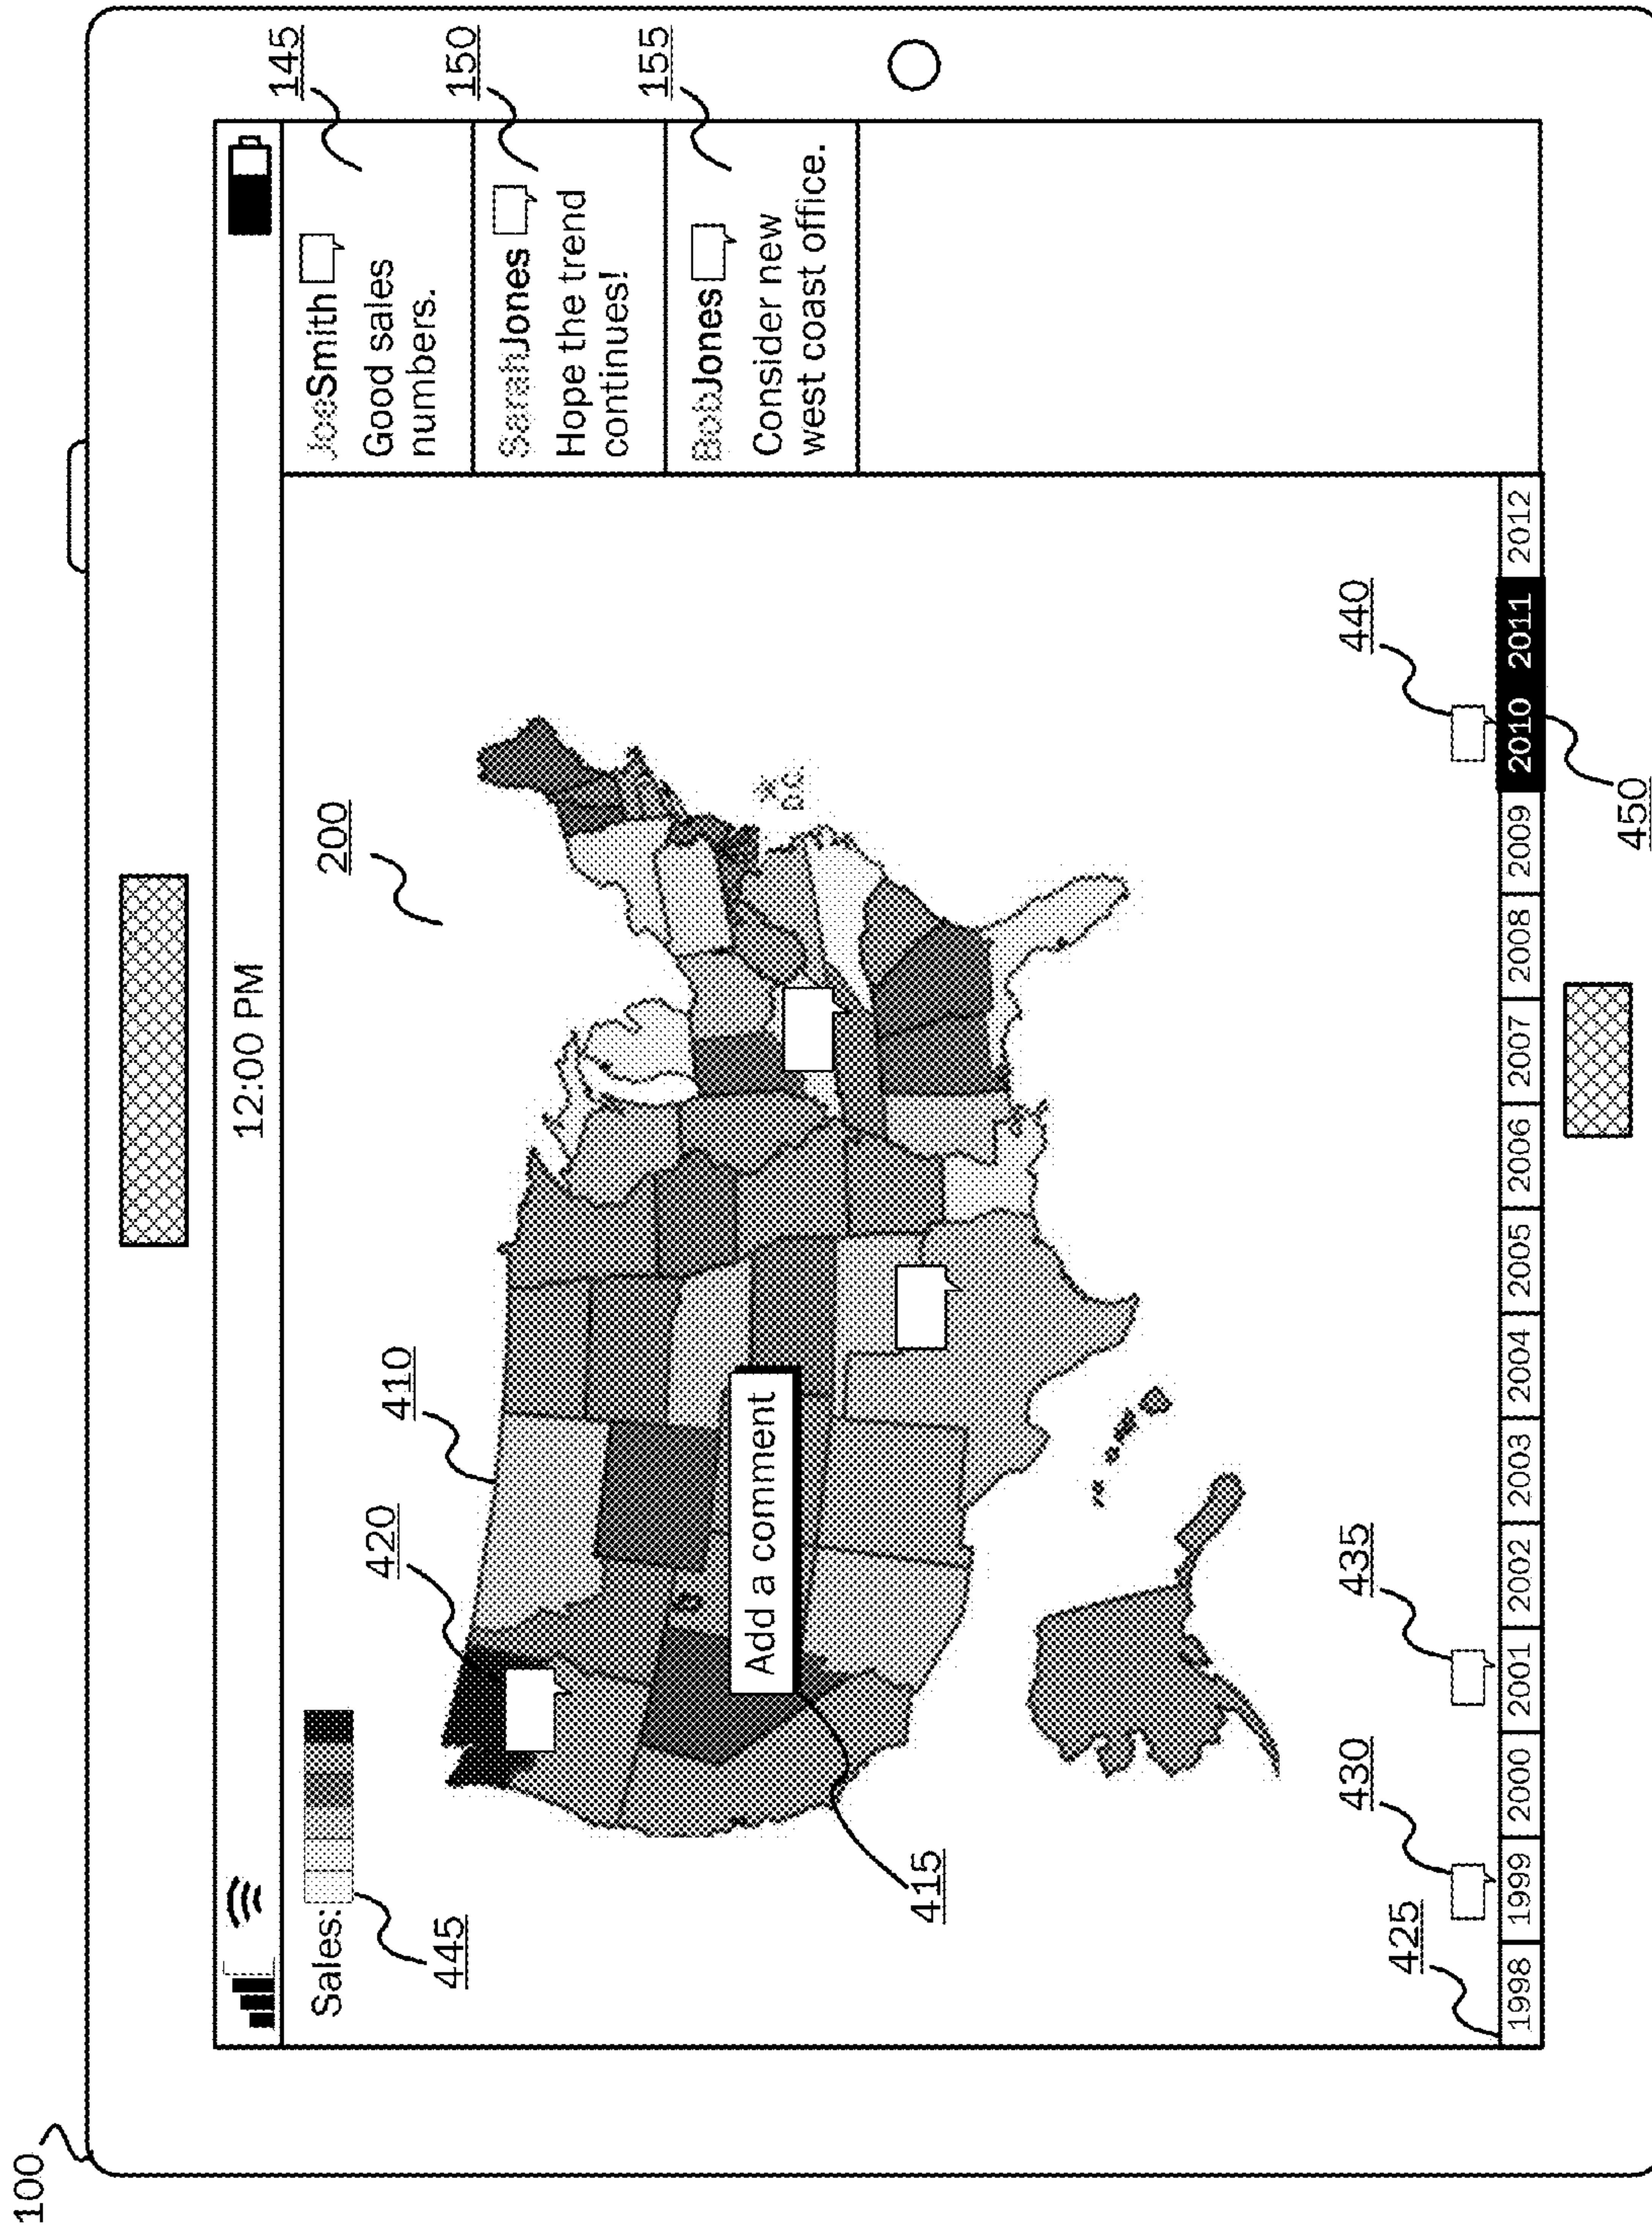 100
12:00 PM
Sales:
445
420
410
200
415
Add a comment
D.C.
JoeSmith
Good sales
numbers.
145
SarahJones
Hope the trend
continues!
150
BobJones
Consider new
west coast office.
155
425
430
435
440
1998 1999 2000 2001 2002 2003 2004 2005 2006 2007 2008 2009 2010 2011 2012
450